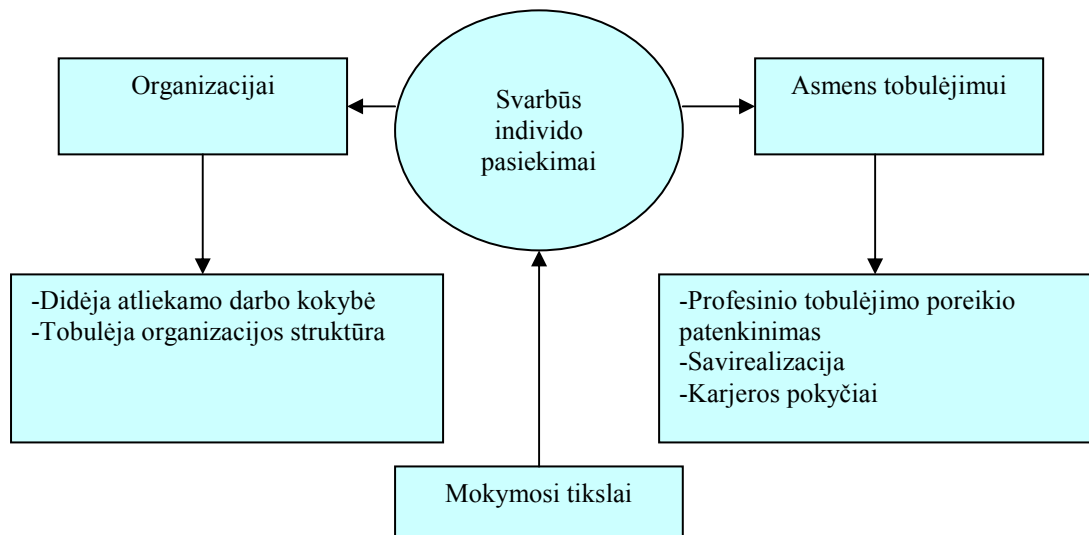 Organizacijai
Svarbūs
individo
pasiekimai
Asmens tobulėjimui
-Didėja atliekamo darbo kokybė
-Tobulėja organizacijos struktūra
-Profesinio tobulėjimo poreikio
patenkinimas
-Savirealizacija
-Karjeros pokyčiai
Mokymosi tikslai